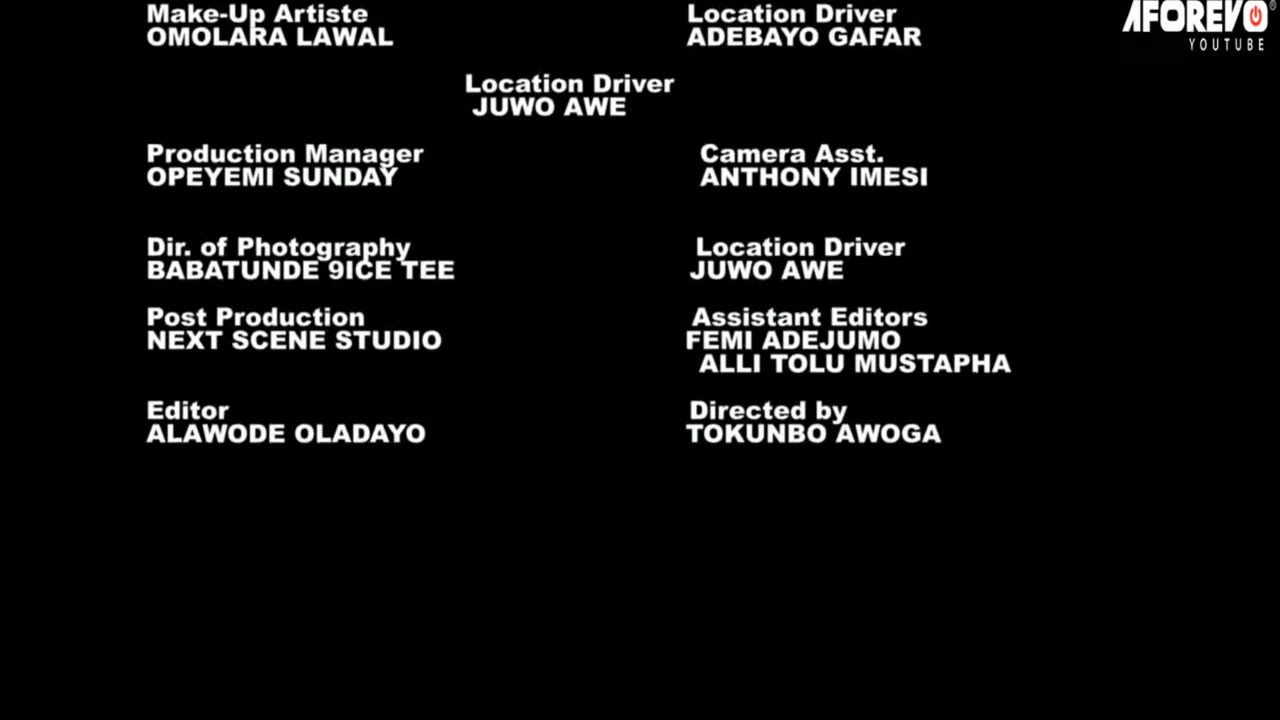 Make-Up Artiste
OMOLARA LAWAL
Location Driver
ADEBAYO GAFAR
AFOREVO®
YOUTUBE
Location Driver
JUWO AWE
Production Manager
OPEYEMI SUNDAY
Camera Asst.
ANTHONY IMESI
Dir. of Photography
BABATUNDE 9ICE TEE
Location Driver
JUWO AWE
Post Production
NEXT SCENE STUDIO
Assistant Editors
FEMI ADEJUMO
ALLI TOLU MUSTAPHA
Editor
ALAWODE OLADAYO
Directed by
TOKUNBO AWOGA